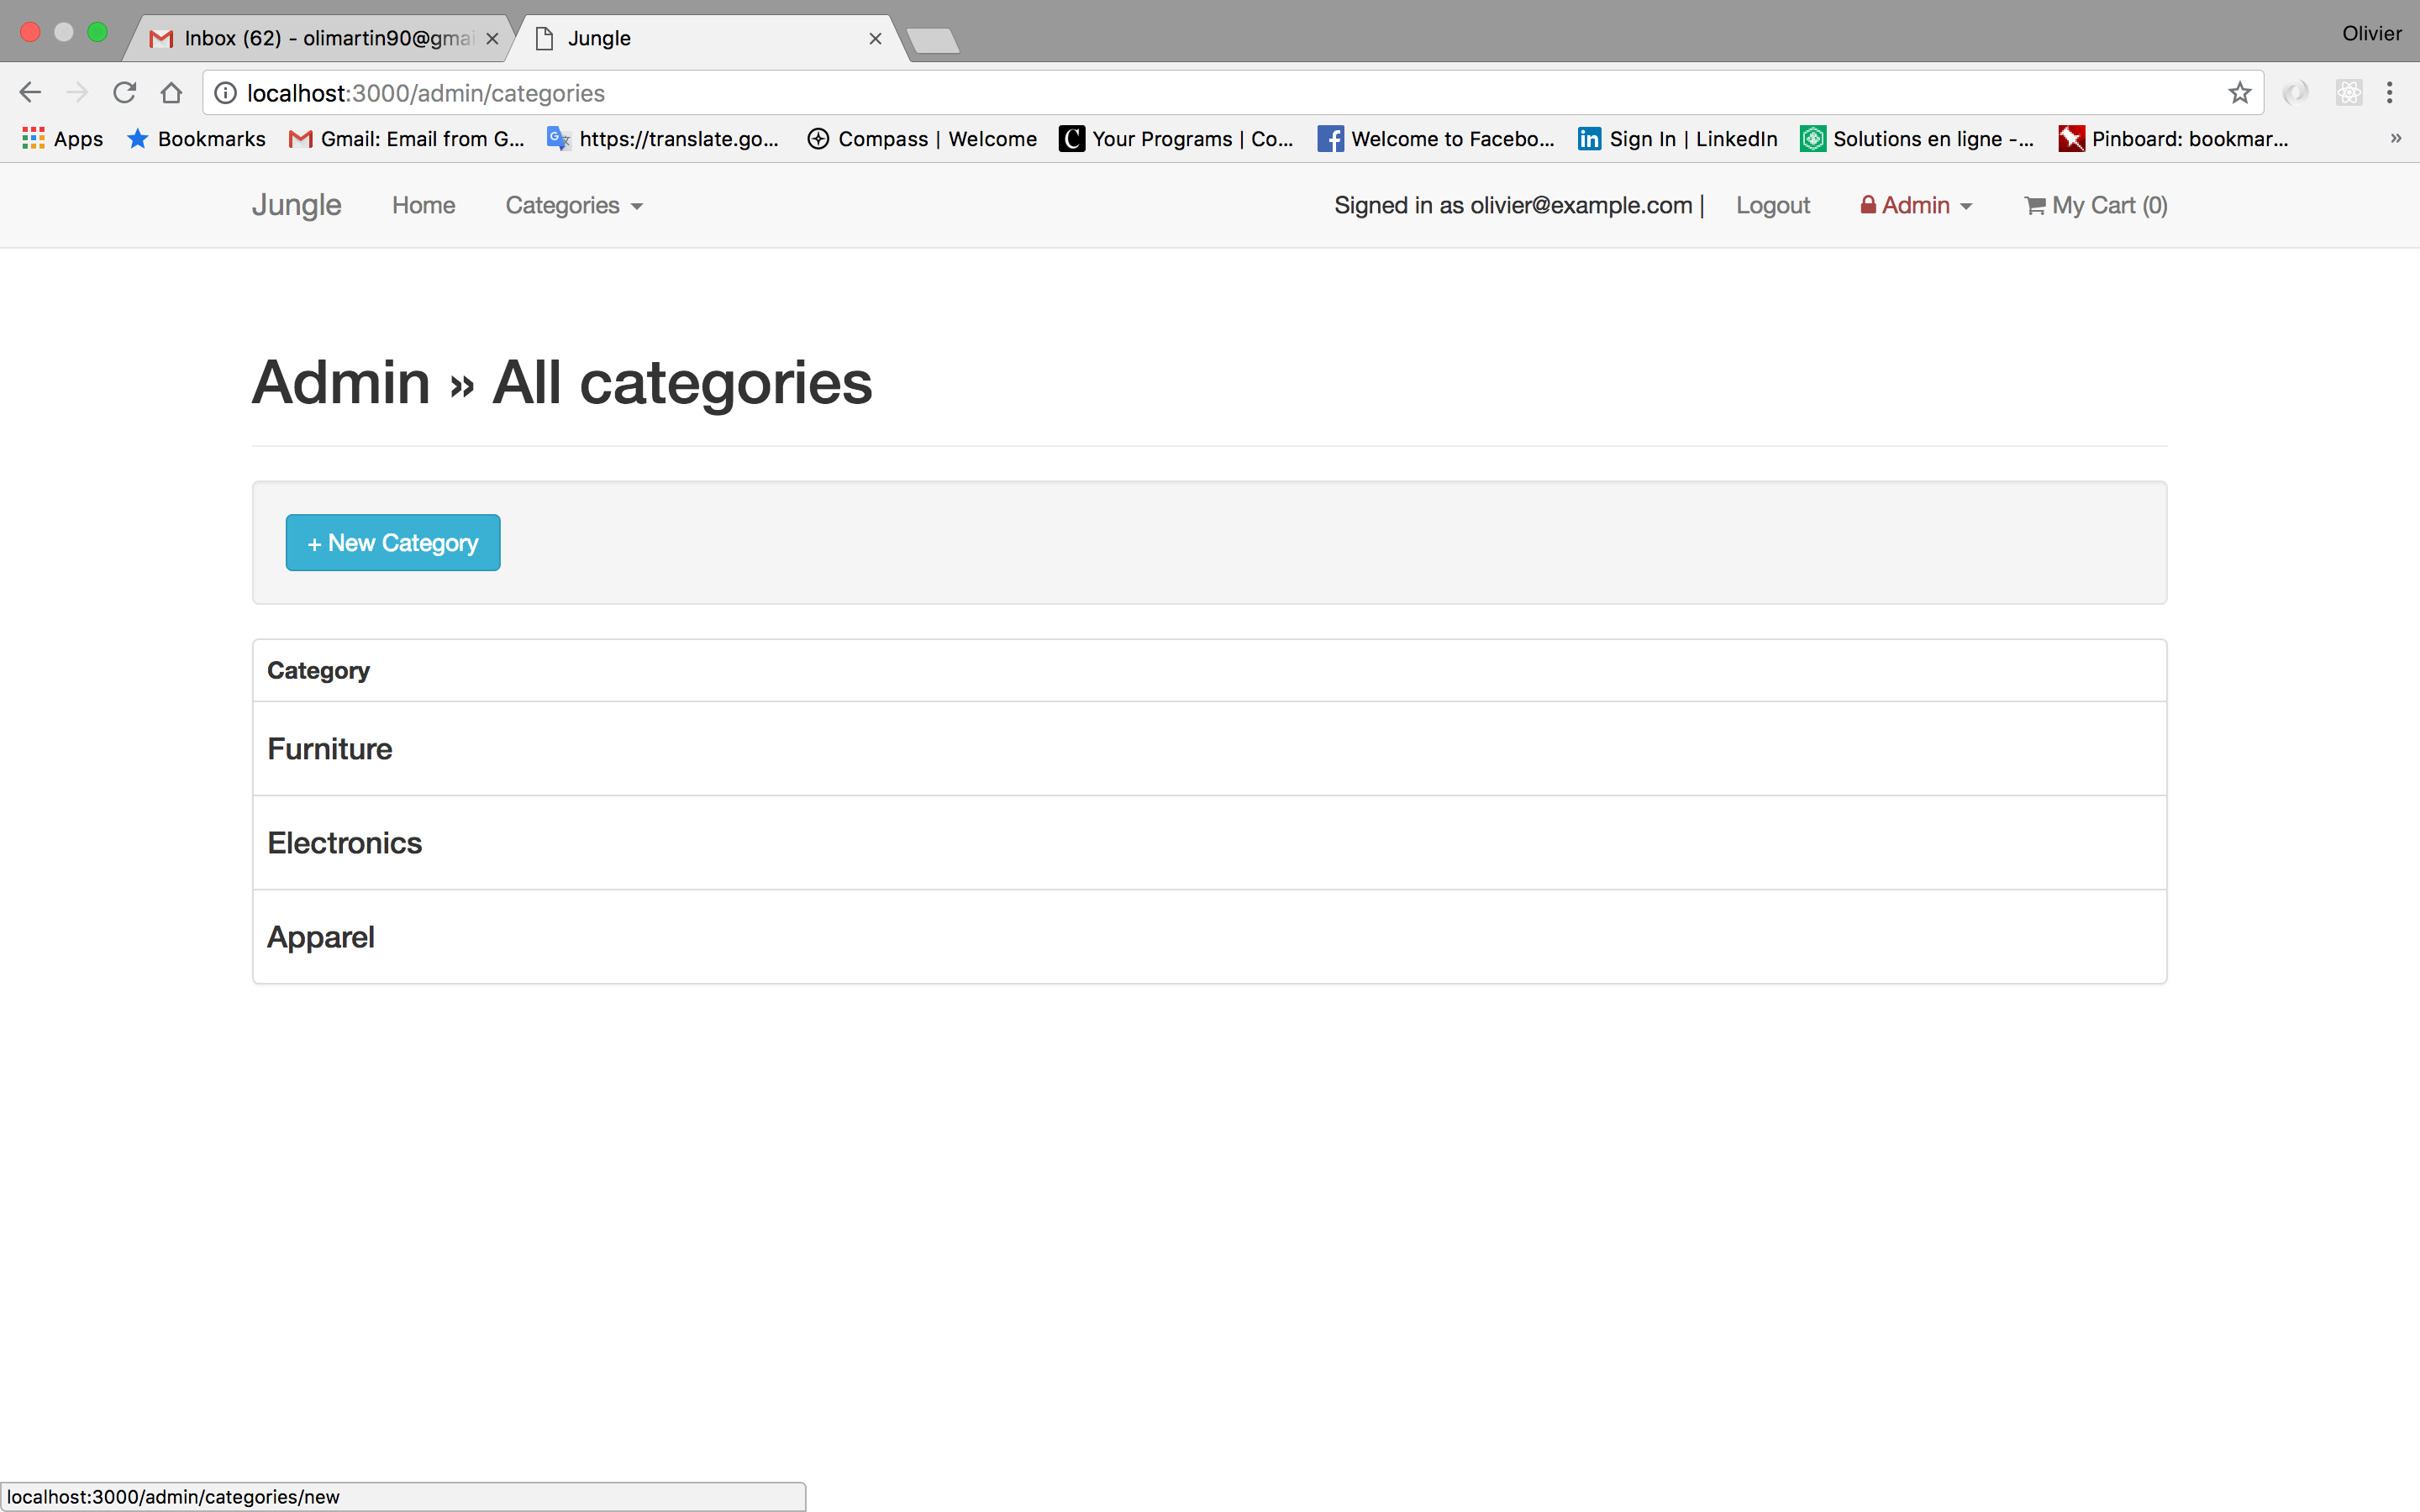 Olivier
Inbox (62) - olimartin90@gmai
Jungle
localhost:3000/admin/categories
Apps Bookmarks Gmail: Email from G... https://translate.go... Compass | Welcome Your Programs | Co... Welcome to Facebo... Sign In | LinkedIn Solutions en ligne -... Pinboard: bookmar... »
Jungle Home Categories Signed in as olivier@example.com | Logout Admin My Cart (0)
Admin » All categories
+ New Category
Category
Furniture
Electronics
Apparel
localhost:3000/admin/categories/new